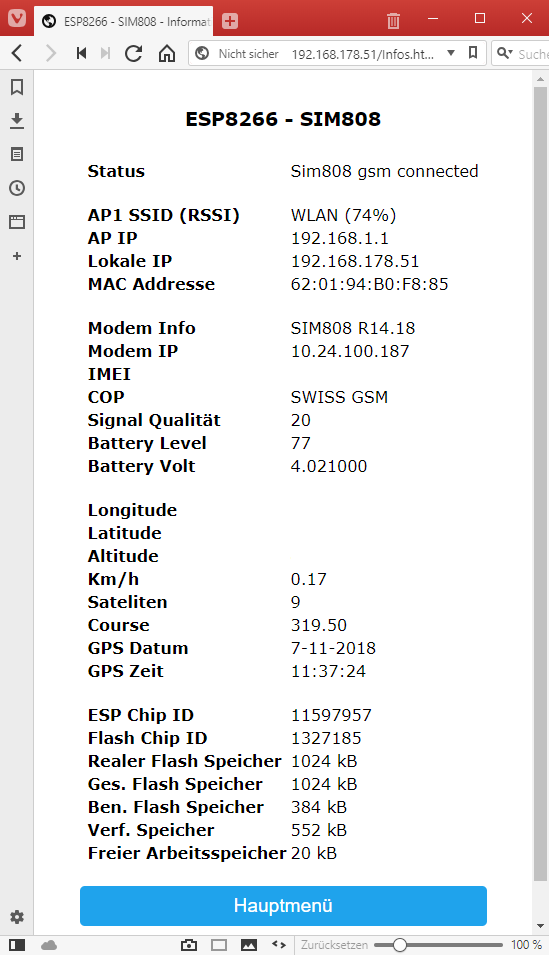 ESP8266 - SIM808 - Informat
Nicht sicher 192.168.178.51/Infos.ht... Suche
ESP8266 - SIM808
Status Sim808 gsm connected
AP1 SSID (RSSI) WLAN (74%)
AP IP 192.168.1.1
Lokale IP 192.168.178.51
MAC Addresse 62:01:94:B0:F8:85
Modem Info SIM808 R14.18
Modem IP 10.24.100.187
IMEI
COP SWISS GSM
Signal Qualität 20
Battery Level 77
Battery Volt 4.021000
Longitude
Latitude
Altitude
Km/h 0.17
Sateliten 9
Course 319.50
GPS Datum 7-11-2018
GPS Zeit 11:37:24
ESP Chip ID 11597957
Flash Chip ID 1327185
Realer Flash Speicher 1024 kB
Ges. Flash Speicher 1024 kB
Ben. Flash Speicher 384 kB
Verf. Speicher 552 kB
Freier Arbeitsspeicher 20 kB
Hauptmenü
Zurücksetzen 100 %